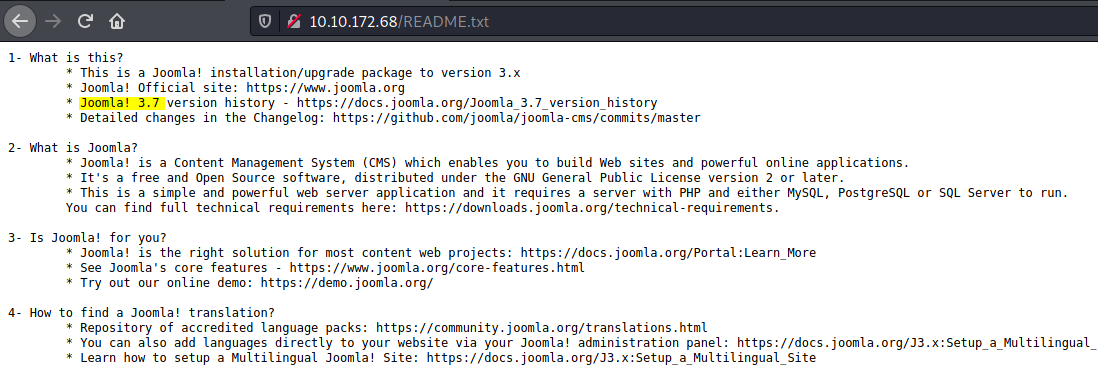 10.10.172.68/README.txt
1- What is this?
* This is a Joomla! installation/upgrade package to version 3.x
* Joomla! Official site: https://www.joomla.org
* Joomla! 3.7 version history - https://docs.joomla.org/Joomla_3.7_version_history
* Detailed changes in the Changelog: https://github.com/joomla/joomla-cms/commits/master
2- What is Joomla?
* Joomla! is a Content Management System (CMS) which enables you to build Web sites and powerful online applications.
* It's a free and Open Source software, distributed under the GNU General Public License version 2 or later.
* This is a simple and powerful web server application and it requires a server with PHP and either MySQL, PostgreSQL or SQL Server to run.
You can find full technical requirements here: https://downloads.joomla.org/technical-requirements.
3- Is Joomla! for you?
* Joomla! is the right solution for most content web projects: https://docs.joomla.org/Portal:Learn_More
* See Joomla's core features - https://www.joomla.org/core-features.html
* Try out our online demo: https://demo.joomla.org/
4- How to find a Joomla! translation?
* Repository of accredited language packs: https://community.joomla.org/translations.html
* You can also add languages directly to your website via your Joomla! administration panel: https://docs.joomla.org/J3.x:Setup_a_Multilingual_
* Learn how to setup a Multilingual Joomla! Site: https://docs.joomla.org/J3.x:Setup_a_Multilingual_Site